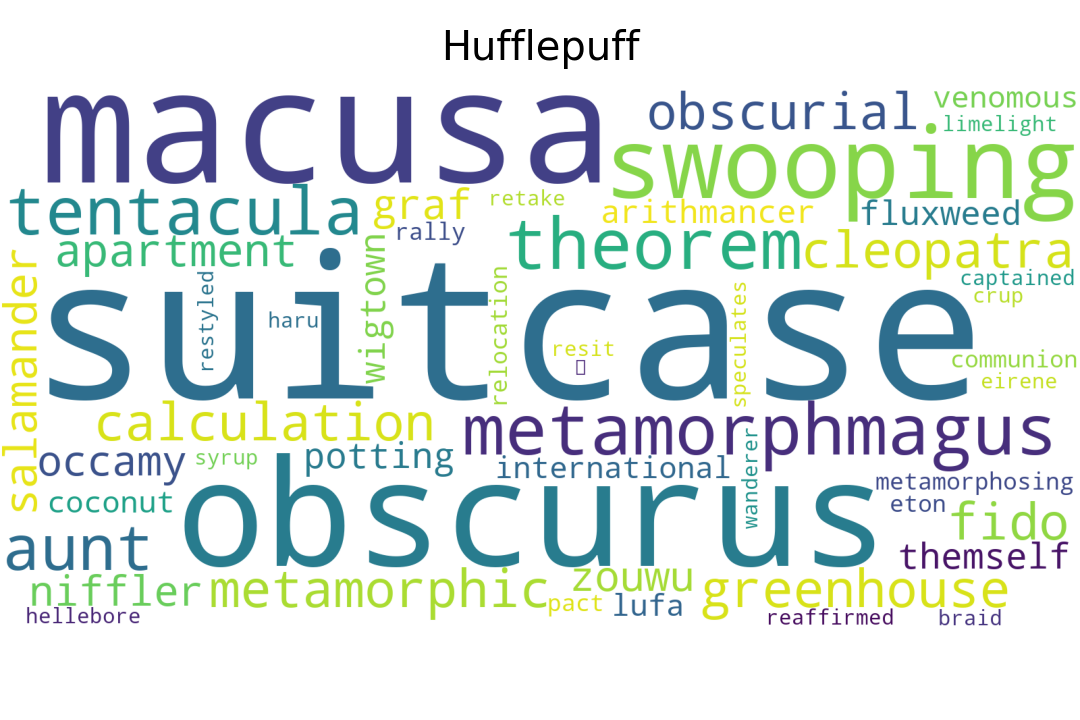 Hufflepuff
macusa
obscurial
venomous
limelight
swooping
tentacula
graf
retake
arithmancer
fluxweed
rally
apartment
theorem
cleopatra
salamander
suitcase
restyled
haru
wigtown
relocation
resit
speculates
captained
crup
communion
eirene
calculation
metamorphmagus
occamy
syrup
potting
international
wanderer
metamorphosing
coconut
obscurus
eton
fido
aunt
themself
niffler
metamorphic
zouwu
greenhouse
pact
lufa
hellebore
reaffirmed
braid